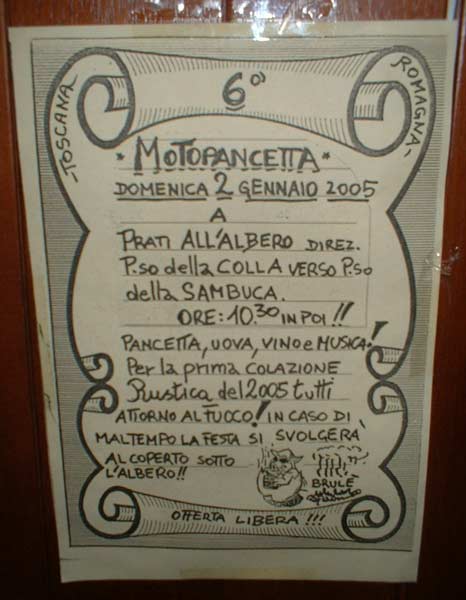 6°
-TOSCANA-
ROMAGNA-
* MOTOPANCETTA *
DOMENICA 2 GENNAIO 2005
A
PRATI ALL'ALBERO DIREZ.
P.so della COLLA VERSO P.so
della SAMBUCA.
ORE: 10.30 IN POI!!
PANCETTA, UOVA, VINO e MUSICA!
Per la prima COLAZIONE
Rustica del 2005 tutti
ATTORNO AL FUOCO! IN CASO DI
MALTEMPO LA FESTA SI SVOLGERÀ
AL COPERTO SOTTO
L'ALBERO!!
BRULÉ
OFFERTA LIBERA!!!